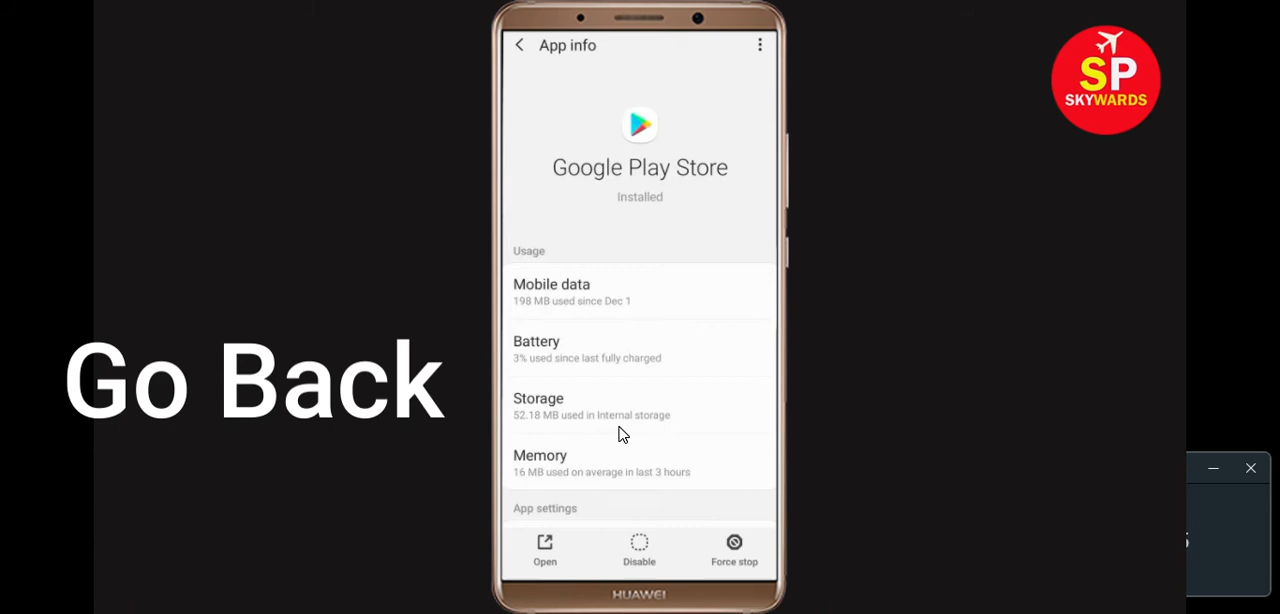 App info
SP
SKYWARDS
Google Play Store
Installed
Usage
Mobile data
198 MB used since Dec 1
Go Back
Battery
3% used since last fully charged
Storage
52.18 MB used in Internal storage
Memory
16 MB used on average in last 3 hours
App settings
Open
Disable
Force stop
HUAWEI